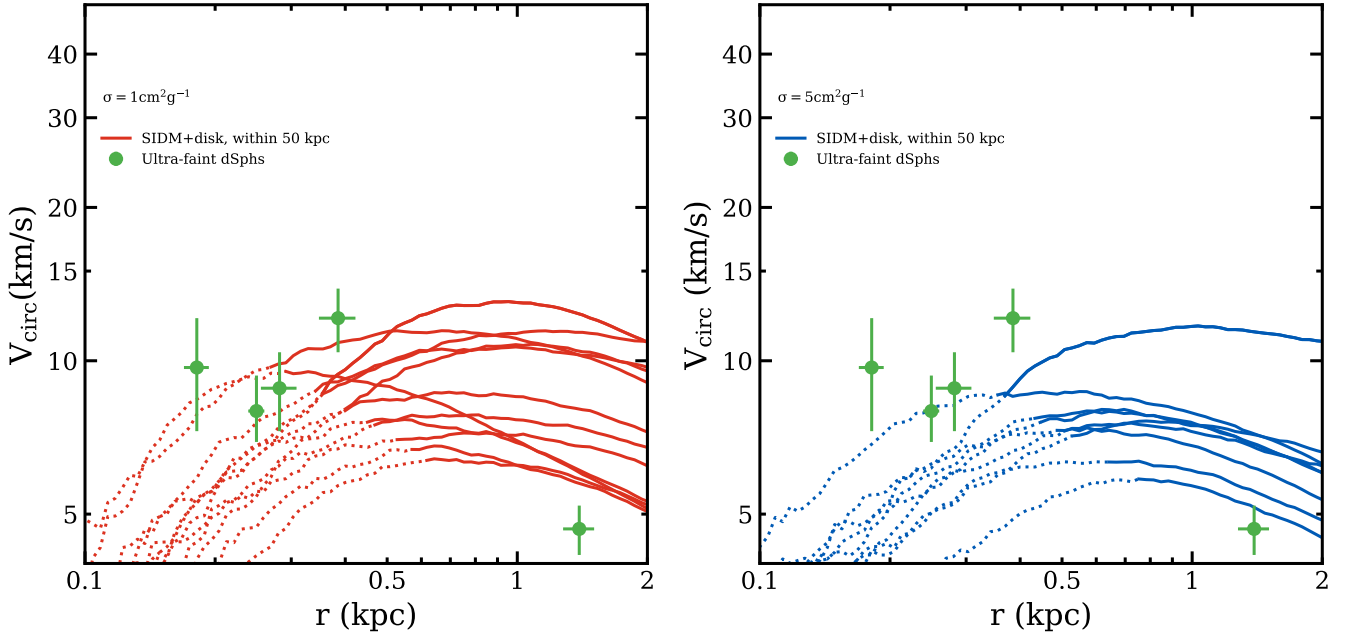 40
30
20
15
10
5
V_circ(km/s)
σ = 1cm²g⁻¹
SIDM+disk, within 50 kpc
Ultra-faint dSphs
0.1
0.5
1
2
r (kpc)
40
30
20
15
10
5
V_circ (km/s)
σ = 5cm²g⁻¹
SIDM+disk, within 50 kpc
Ultra-faint dSphs
0.1
0.5
1
2
r (kpc)